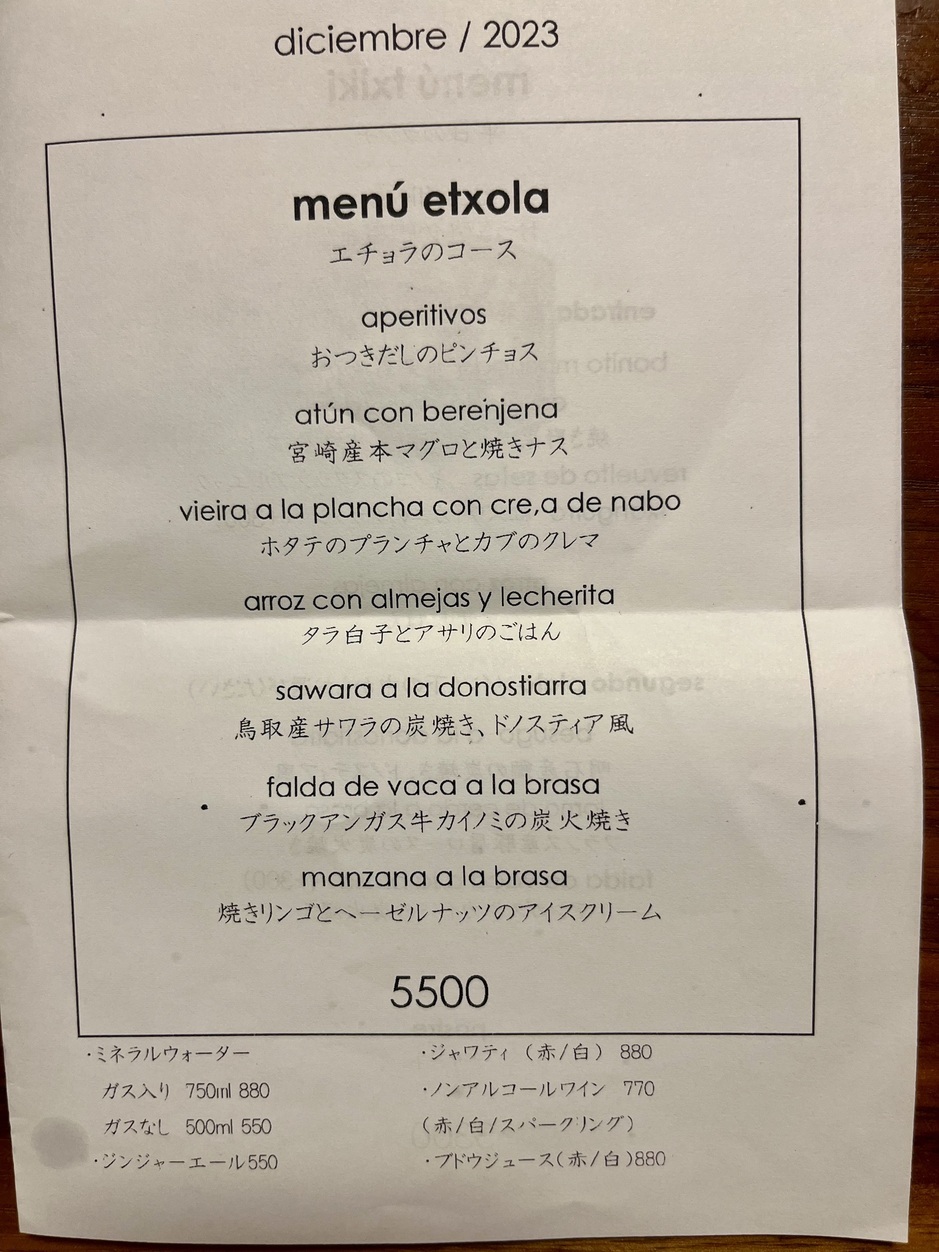 diciembre / 2023
menú etxola
エチョラのコース
aperitivos
おつきだしのピンチョス
atún con berenjena
宮崎産本マグロと焼きナス
vieira a la plancha con cre,a de nabo
ホタテのプランチャとカブのクレマ
arroz con almejas y lecherita
タラ白子とアサリのごはん
sawara a la donostiarra
鳥取産サワラの炭焼き、ドノスティア風
falda de vaca a la brasa
ブラックアンガス牛カイノミの炭火焼き
manzana a la brasa
焼きリンゴとヘーゼルナッツのアイスクリーム
5500
・ミネラルウォーター
ガス入り 750ml 880
ガスなし 500ml 550
・ジンジャーエール550
・ジャワティ（赤/白） 880
・ノンアルコールワイン 770
（赤/白/スパークリング）
・ブドウジュース(赤/白)880